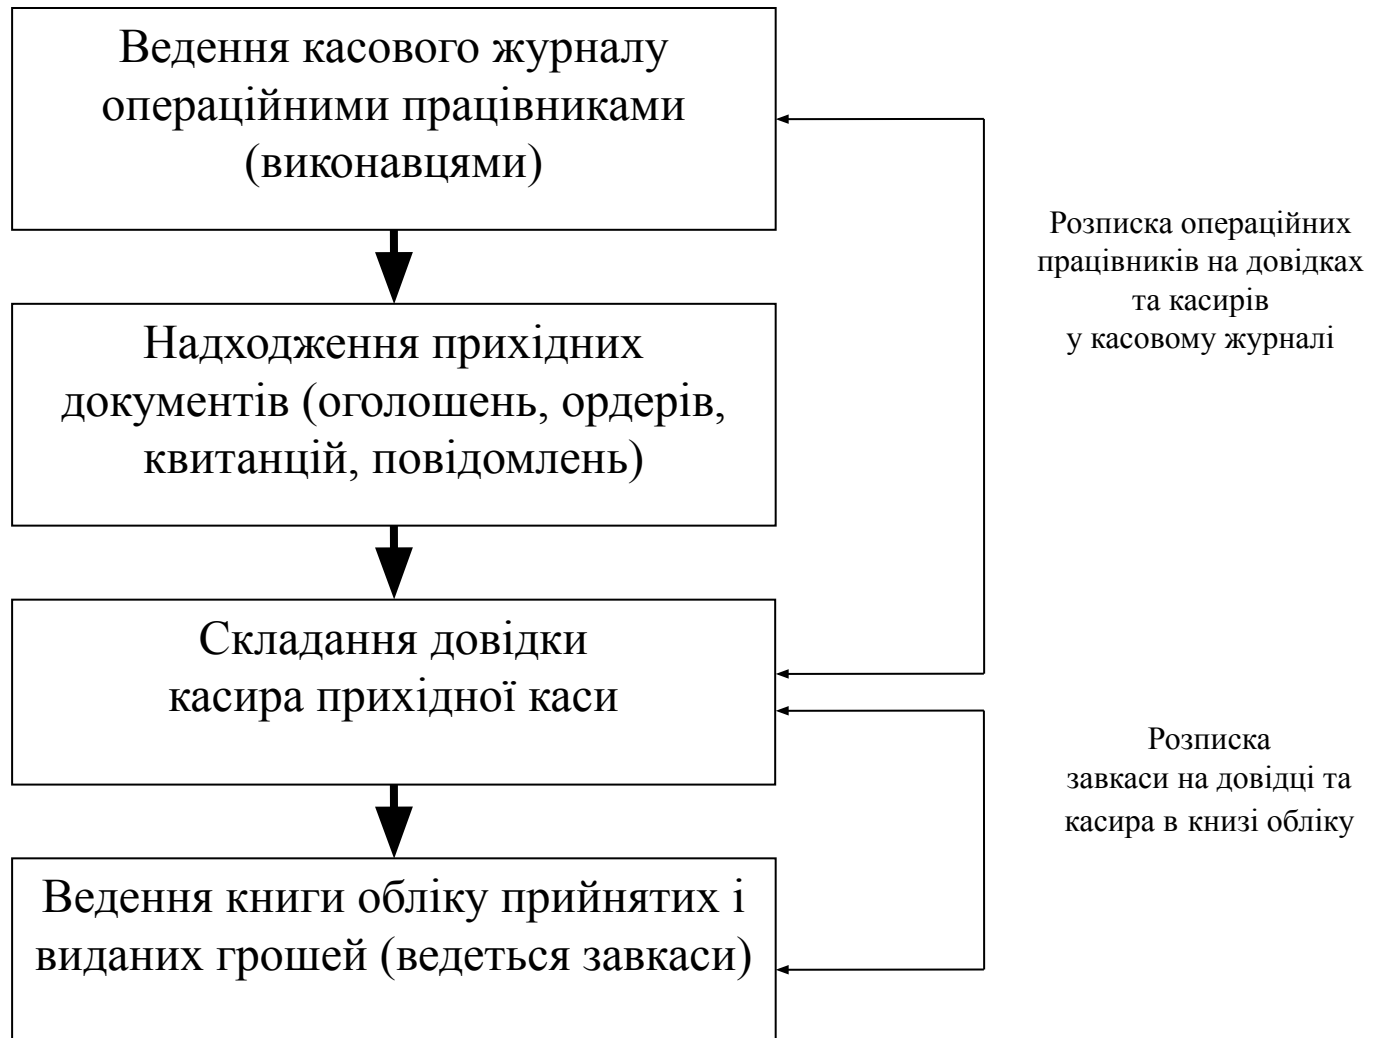 Ведення касового журналу
операційними працівниками
(виконавцями)
Розписка операційних
працівників на довідках
та касирів
у касовому журналі
Надходження прихідних
документів (оголошень, ордерів,
квитанцій, повідомлень)
Складання довідки
касира прихідної каси
Розписка
завкаси на довідці та
касира в книзі обліку
Ведення книги обліку прийнятих і
виданих грошей (ведеться завкаси)